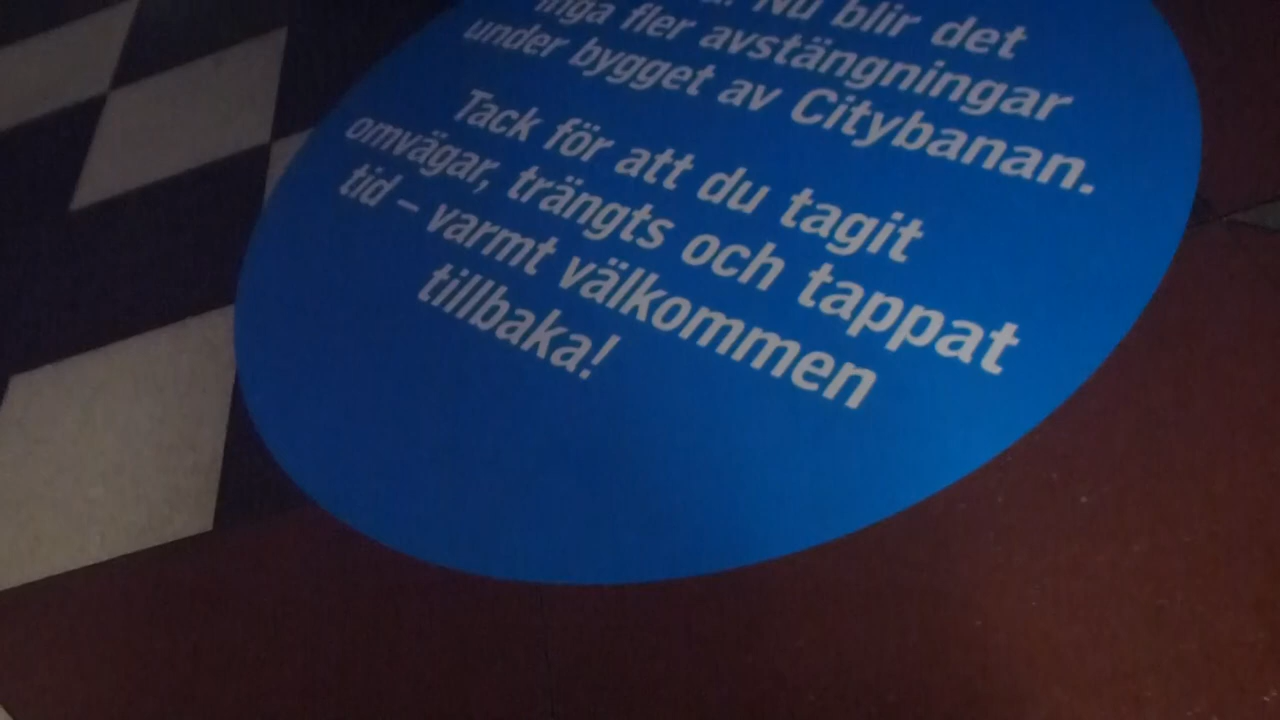 Nu blir det
inga fler avstängningar
under bygget av Citybanan.
Tack för att du tagit
omvägar, trängts och tappat
tid – varmt välkommen
tillbaka!